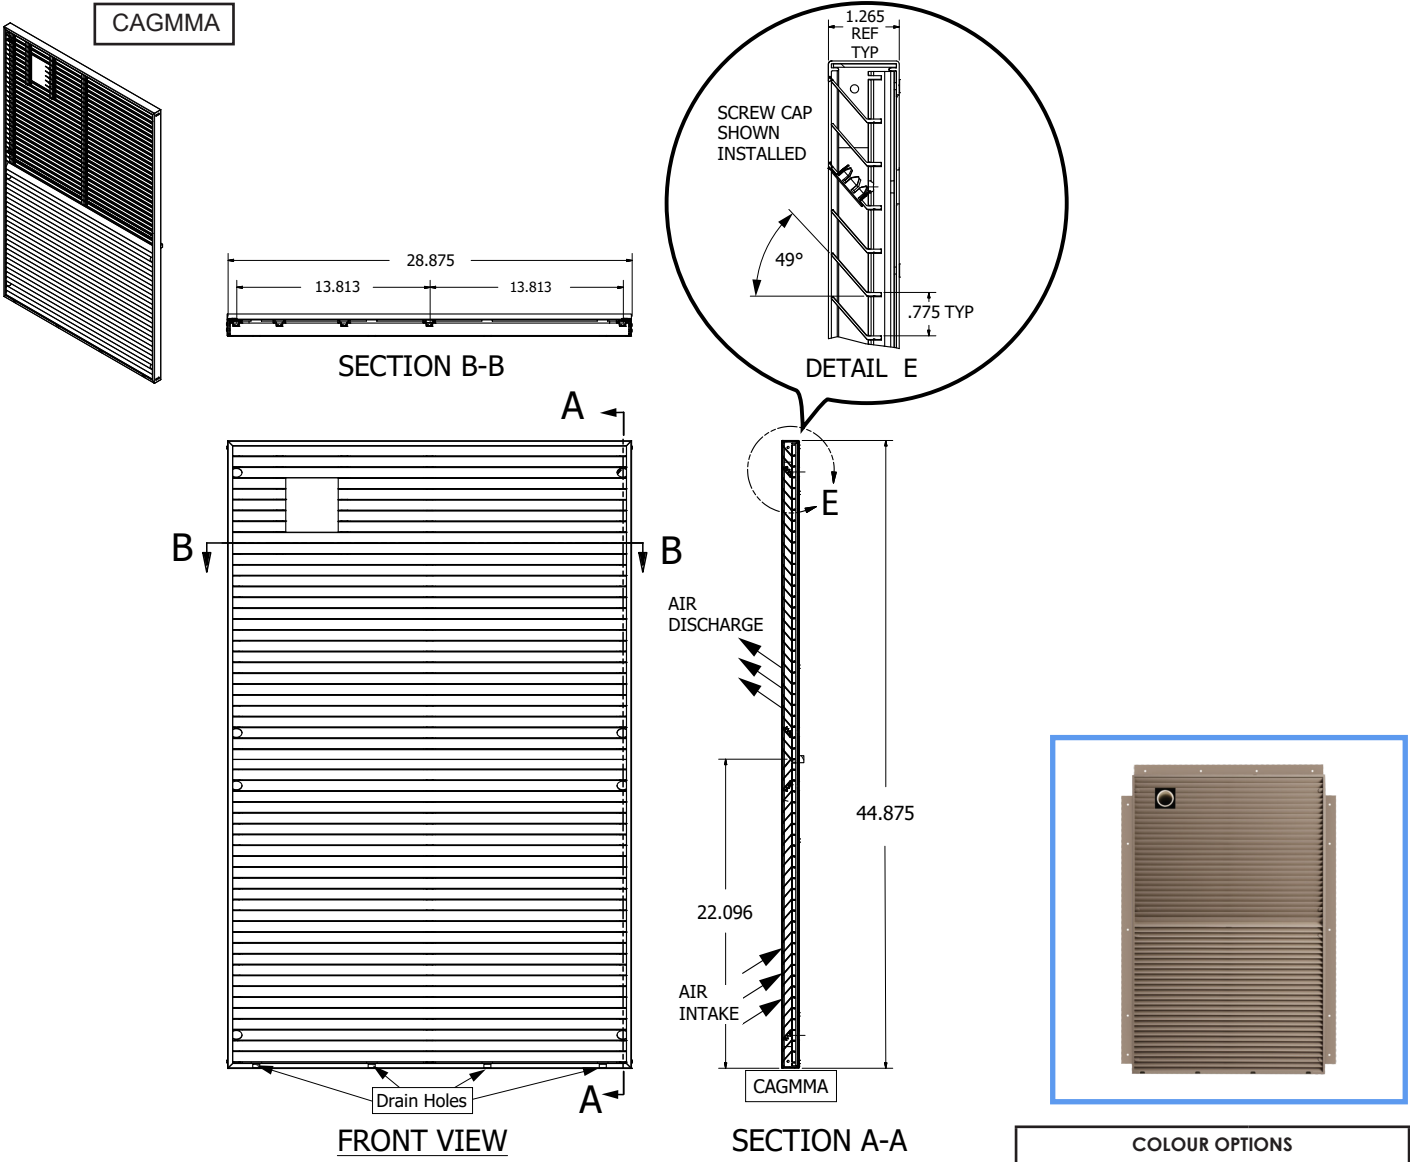 CAGMMA
1.265
REF
TYP
SCREW CAP
SHOWN
INSTALLED
49°
.775 TYP
DETAIL E
28.875
13.813
13.813
SECTION B-B
A
B
B
E
AIR
DISCHARGE
44.875
22.096
AIR
INTAKE
Drain Holes
A
CAGMMA
FRONT VIEW
SECTION A-A
COLOUR OPTIONS